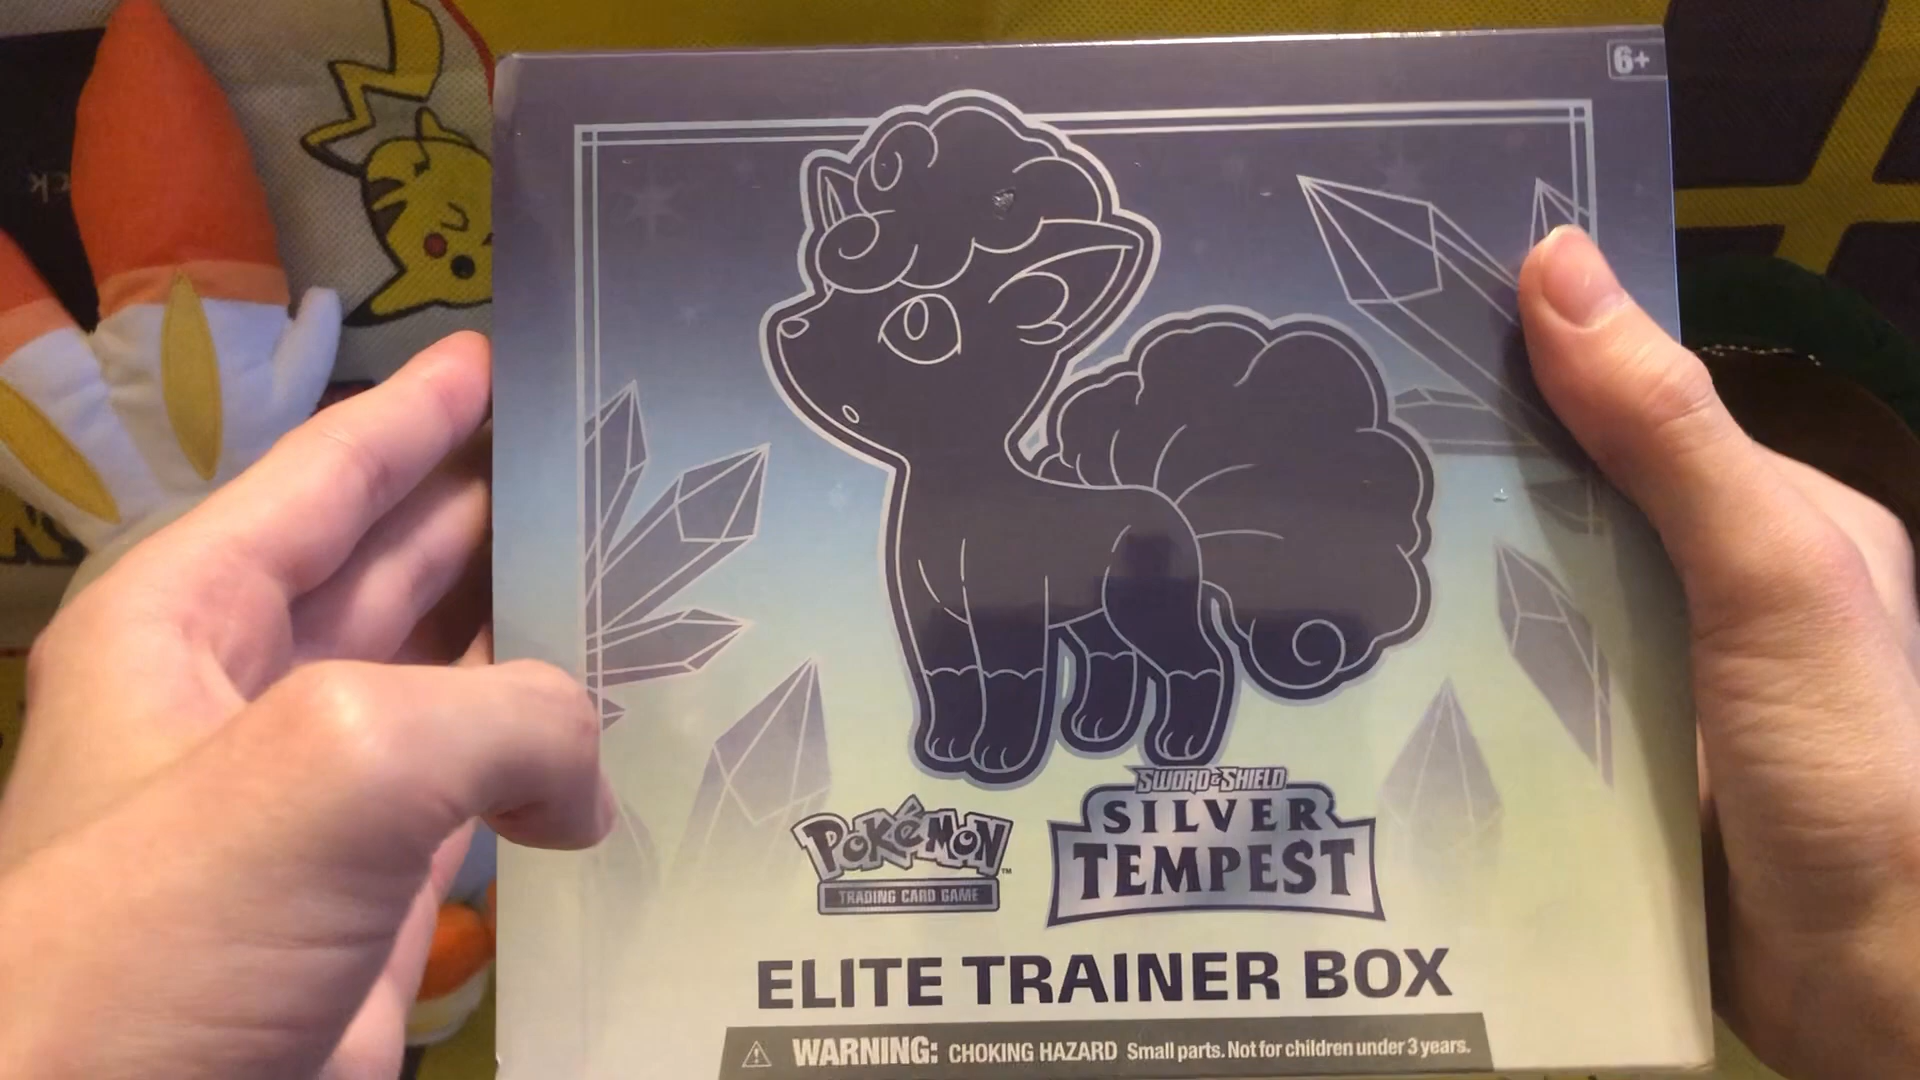 6+
SWORD & SHIELD
SILVER
TEMPEST
POKéMON™
TRADING CARD GAME
ELITE TRAINER BOX
WARNING: CHOKING HAZARD Small parts. Not for children under 3 years.